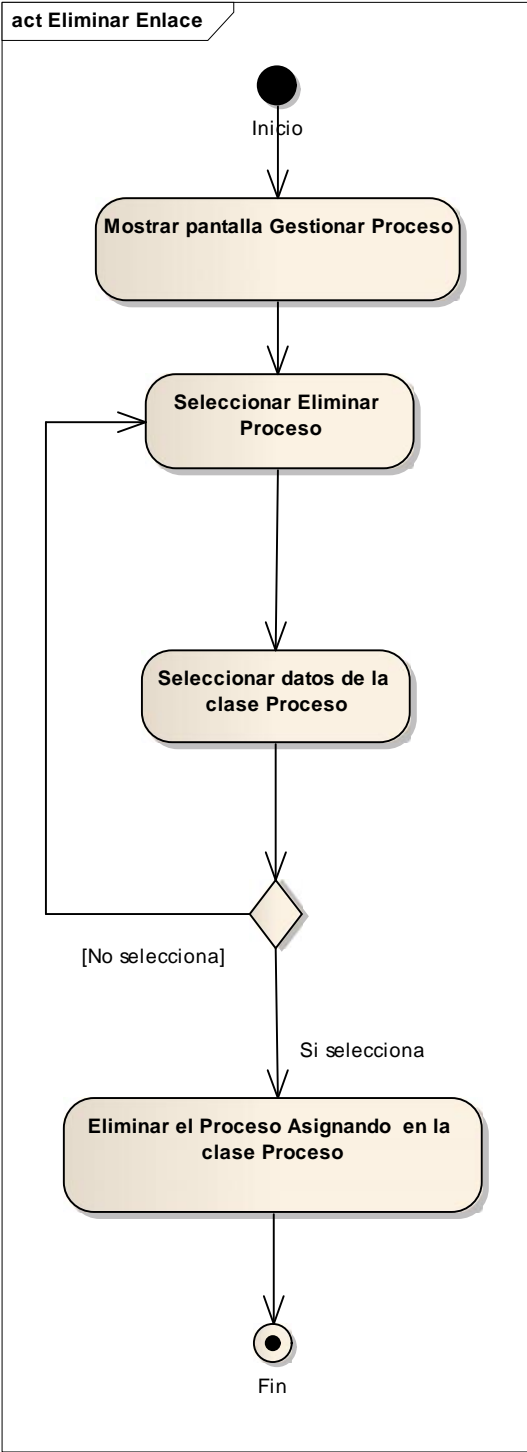 act Eliminar Enlace
Inicio
Mostrar pantalla Gestionar Proceso
Seleccionar Eliminar
Proceso
Seleccionar datos de la
clase Proceso
[No selecciona]
Si selecciona
Eliminar el Proceso Asignando en la
clase Proceso
Fin